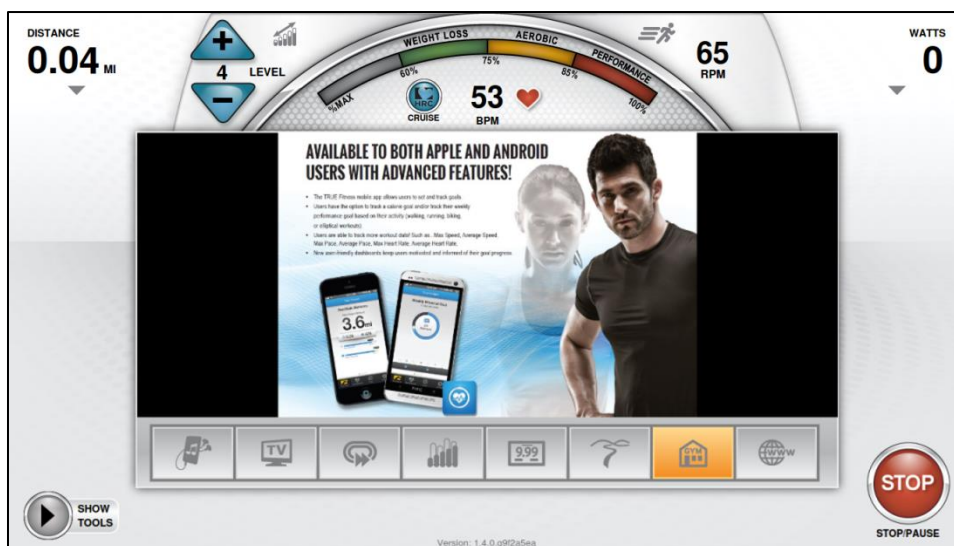 DISTANCE
0.04 MI
4 LEVEL
WEIGHT LOSS
AEROBIC
PERFORMANCE
%MAX
60%
75%
85%
100%
HRC
CRUISE
53
BPM
65
RPM
WATTS
0
AVAILABLE TO BOTH APPLE AND ANDROID
USERS WITH ADVANCED FEATURES!
• The TRUE Fitness mobile app allows users to set and track goals.
• Users have the option to track a calorie goal and/or track their weekly
performance goal based on their activity (walking, running, biking,
or elliptical workouts).
• Users are able to track more workout data! Such as.. Max Speed, Average Speed
Max Pace, Average Pace, Max Heart Rate, Average Heart Rate.
• New user-friendly dashboards keep users motivated and informed of their goal progress.
3.6mi
TV
9.99
GYM
WWW
SHOW
TOOLS
STOP
STOP/PAUSE
Version: 1.4.0.g9f2a5ea